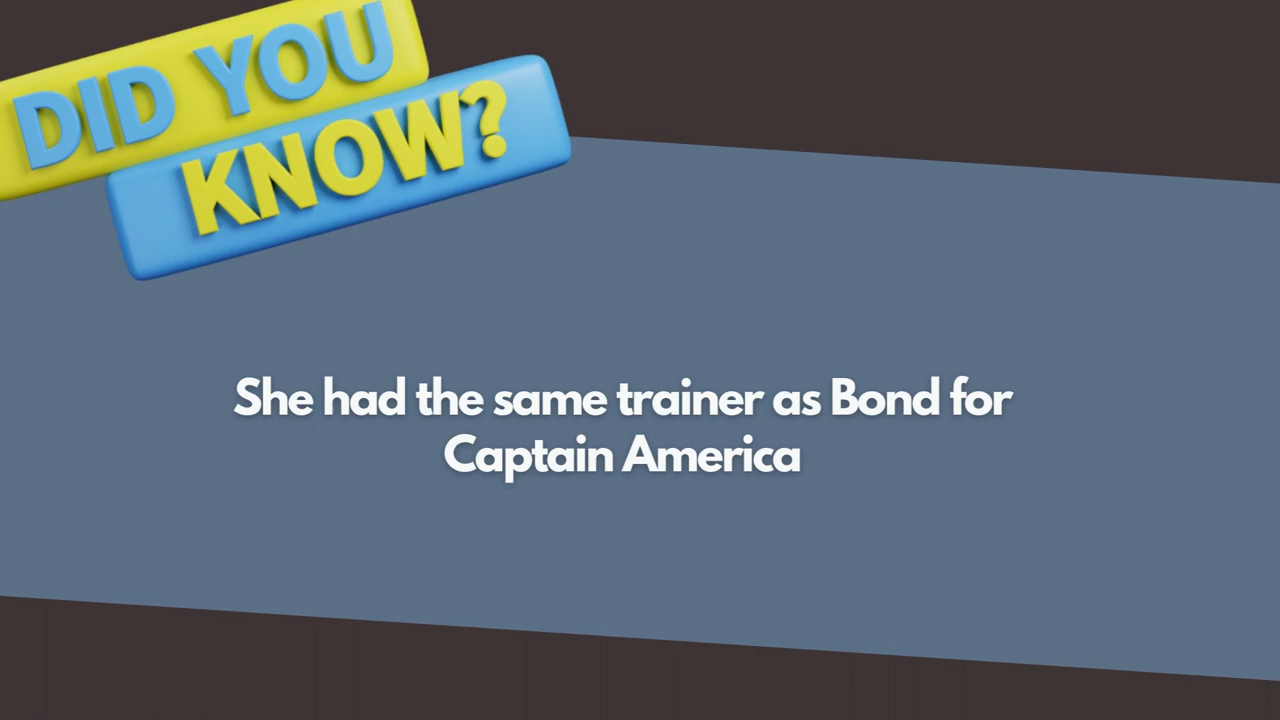 DID YOU
KNOW?
She had the same trainer as Bond for
Captain America